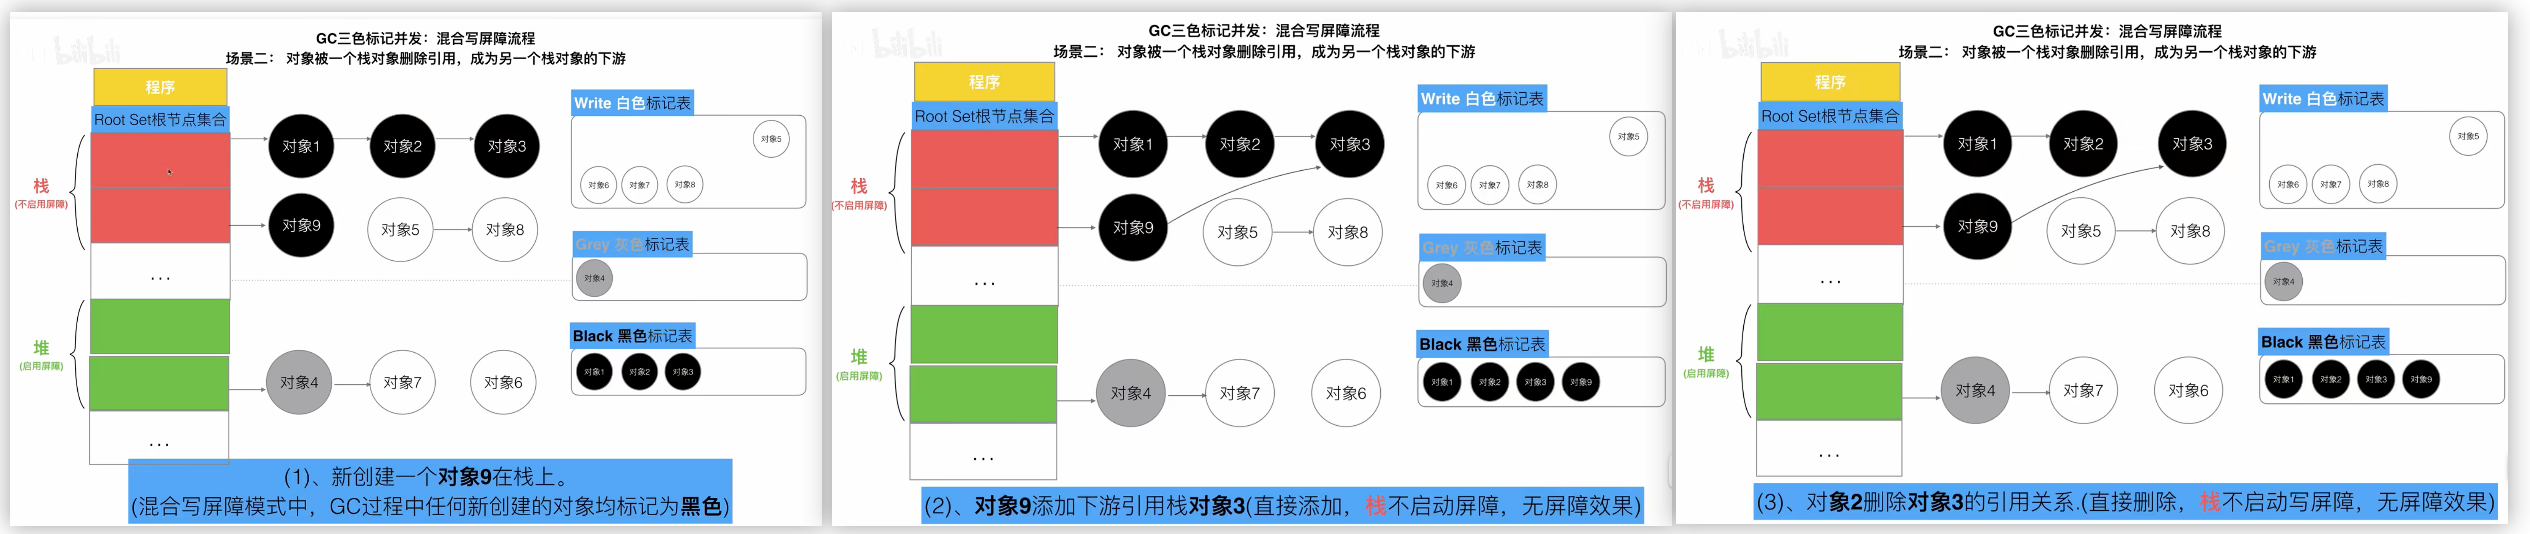 bilibili
GC三色标记并发：混合写屏障流程
场景二： 对象被一个栈对象删除引用，成为另一个栈对象的下游
程序
Root Set根节点集合
栈
(不启用屏障)
...
堆
(启用屏障)
...
对象1
对象2
对象3
对象9
对象5
对象8
对象4
对象7
对象6
Write 白色标记表
对象5
对象6
对象7
对象8
Grey 灰色标记表
对象4
Black 黑色标记表
对象1
对象2
对象3
(1)、新创建一个对象9在栈上。
(混合写屏障模式中，GC过程中任何新创建的对象均标记为黑色)
bilibili
GC三色标记并发：混合写屏障流程
场景二： 对象被一个栈对象删除引用，成为另一个栈对象的下游
程序
Root Set根节点集合
栈
(不启用屏障)
...
堆
(启用屏障)
...
对象1
对象2
对象3
对象9
对象5
对象8
对象4
对象7
对象6
Write 白色标记表
对象5
对象6
对象7
对象8
Grey 灰色标记表
对象4
Black 黑色标记表
对象1
对象2
对象3
对象9
(2)、对象9添加下游引用栈对象3(直接添加，栈不启动屏障，无屏障效果)
bilibili
GC三色标记并发：混合写屏障流程
场景二： 对象被一个栈对象删除引用，成为另一个栈对象的下游
程序
Root Set根节点集合
栈
(不启用屏障)
...
堆
(启用屏障)
...
对象1
对象2
对象3
对象9
对象5
对象8
对象4
对象7
对象6
Write 白色标记表
对象5
对象6
对象7
对象8
Grey 灰色标记表
对象4
Black 黑色标记表
对象1
对象2
对象3
对象9
(3)、对象2删除对象3的引用关系.(直接删除，栈不启动写屏障，无屏障效果)